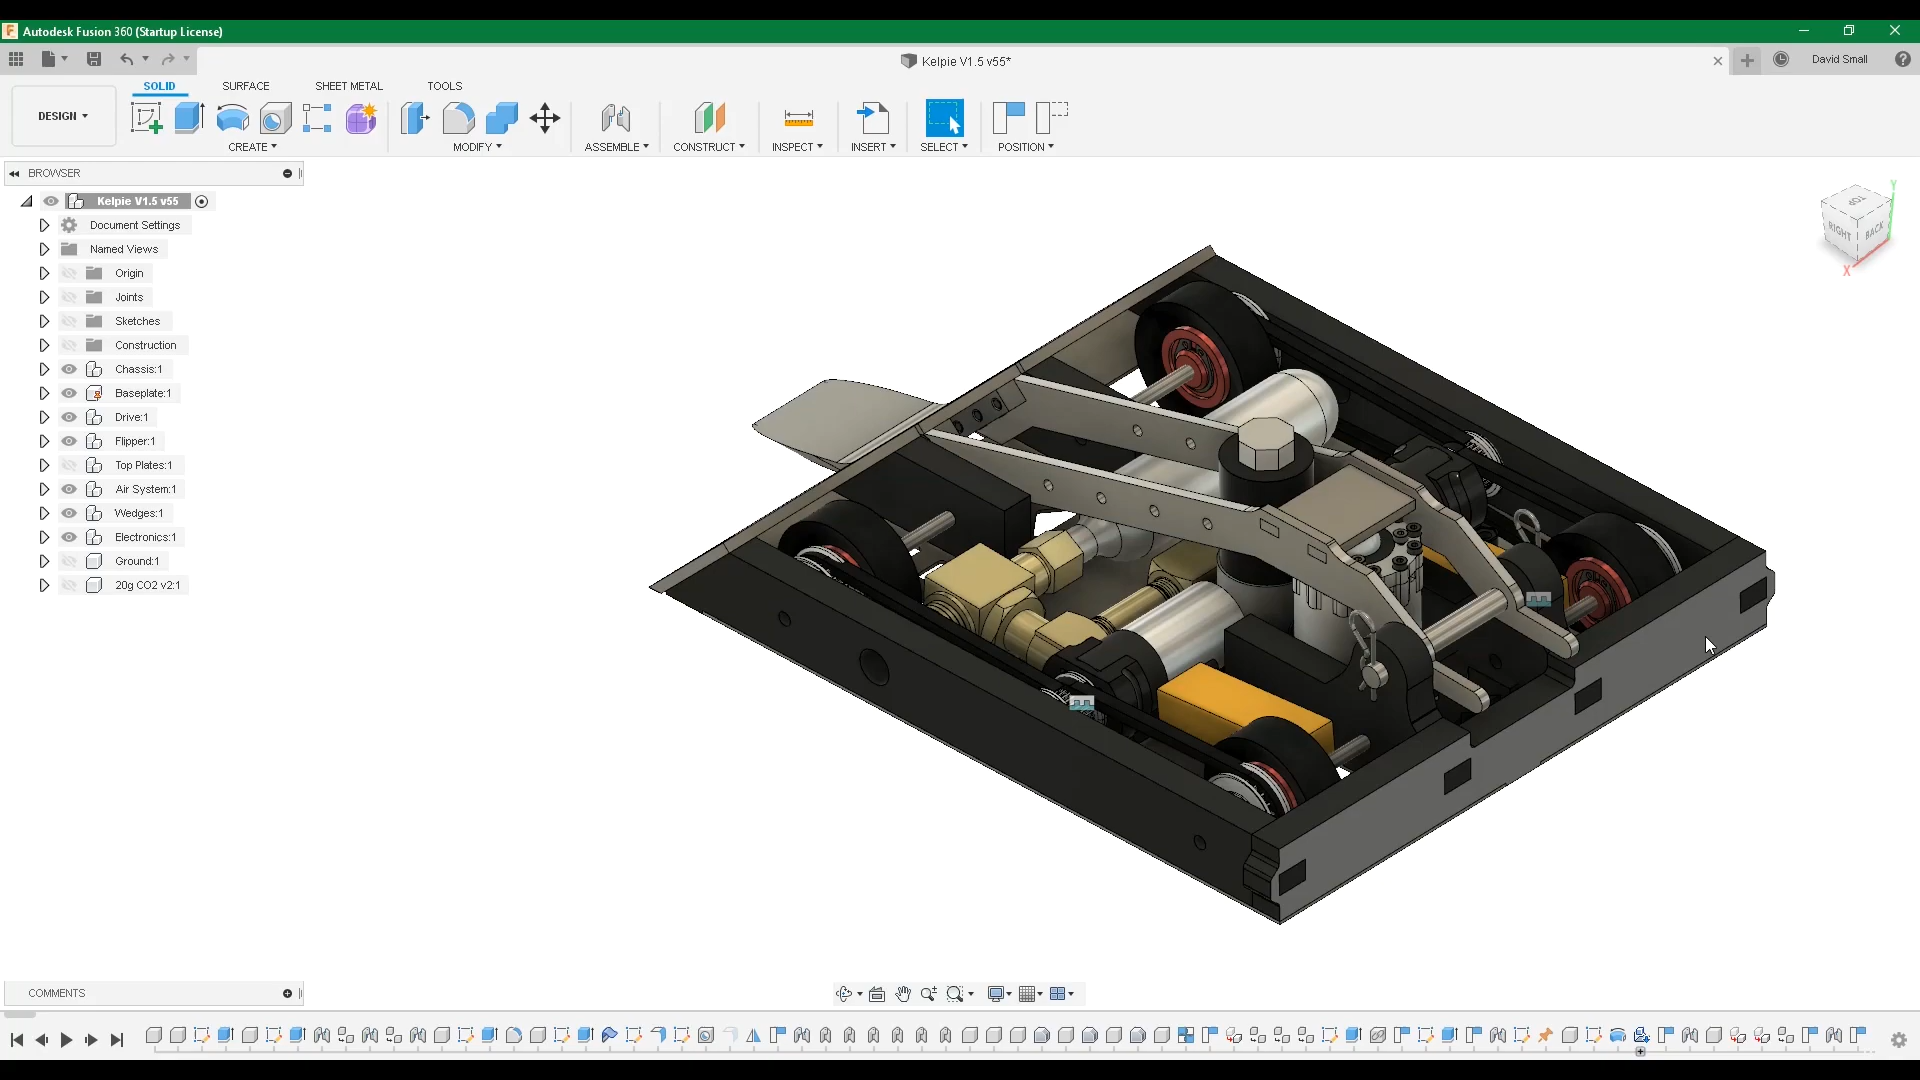 Autodesk Fusion 360 (Startup License)
Kelpie V1.5 v55*
David Small
SOLID SURFACE SHEET METAL TOOLS
DESIGN
CREATE MODIFY ASSEMBLE CONSTRUCT INSPECT INSERT SELECT POSITION
BROWSER
Kelpie V1.5 v55
Document Settings
Named Views
Origin
Joints
Sketches
Construction
Chassis:1
Baseplate:1
Drive:1
Flipper:1
Top Plates:1
Air System:1
Wedges:1
Electronics:1
Ground:1
20g CO2 v2:1
Y
TOP
RIGHT
BACK
X
COMMENTS